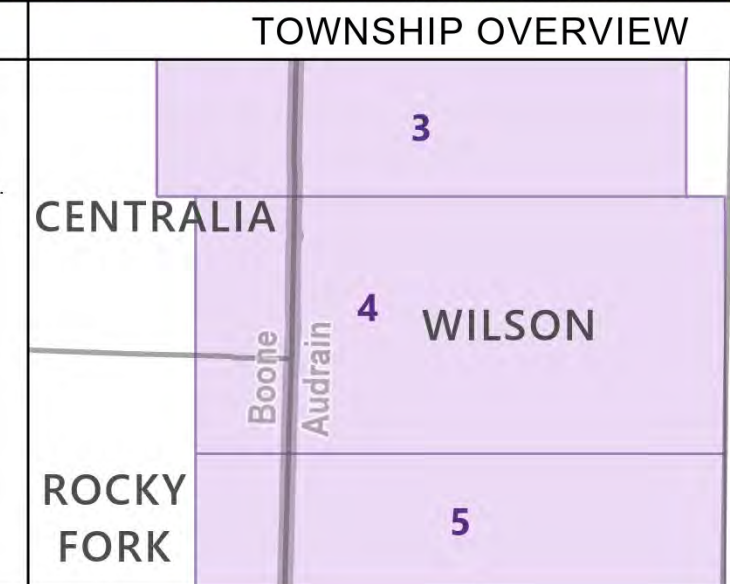 TOWNSHIP OVERVIEW
3
CENTRALIA
4
WILSON
Boone
Audrain
ROCKY
FORK
5